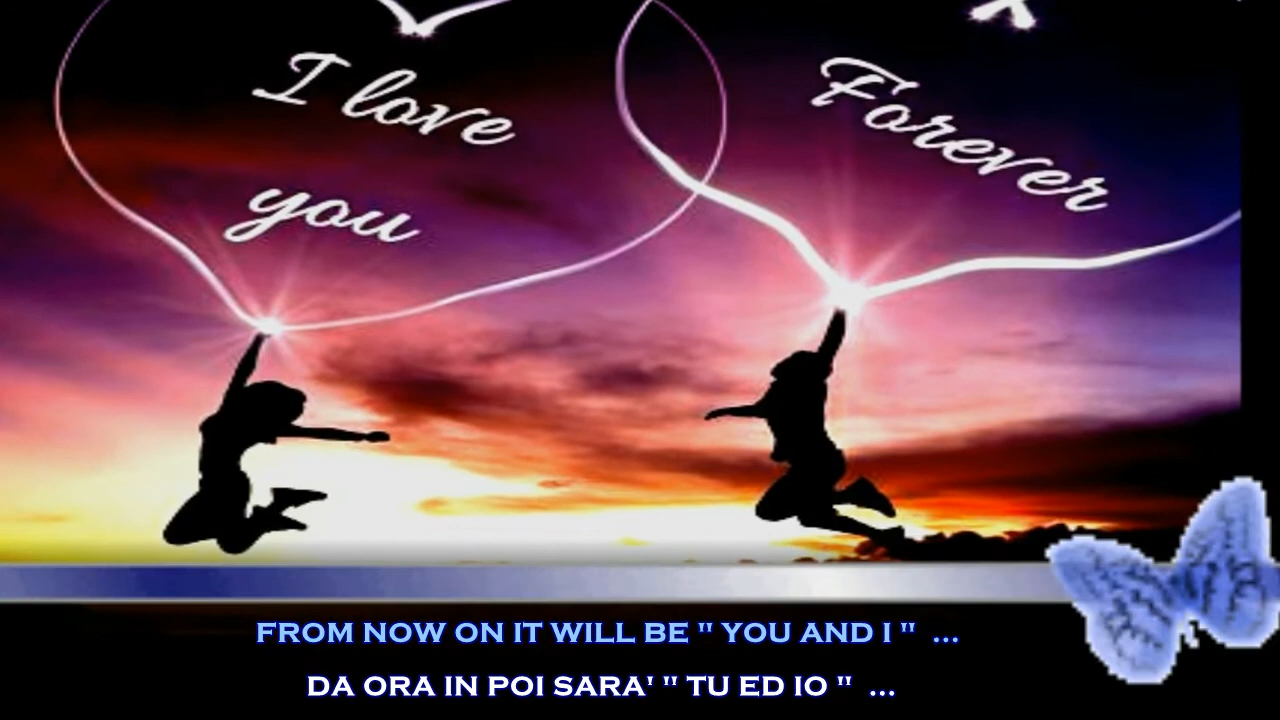 I love
you
Forever
FROM NOW ON IT WILL BE " YOU AND I " ...
DA ORA IN POI SARA' " TU ED IO " ...